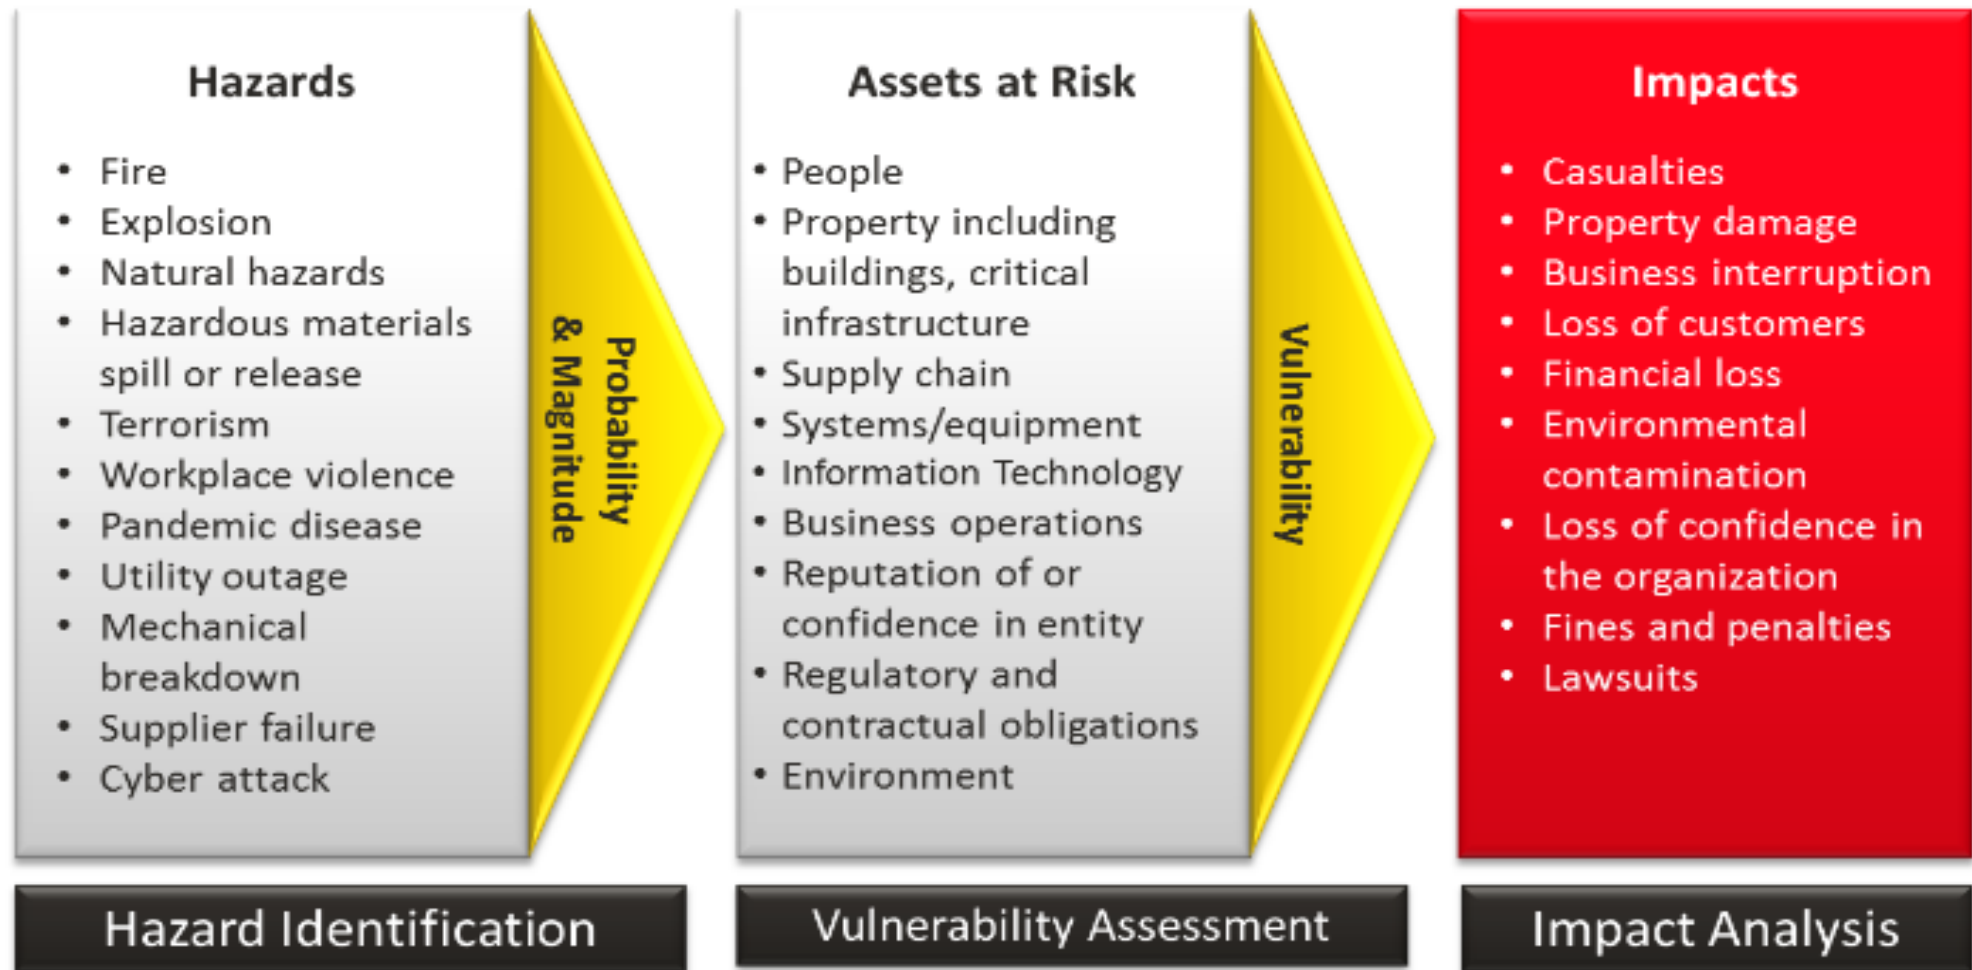 Hazards
• Fire
• Explosion
• Natural hazards
• Hazardous materials
spill or release
• Terrorism
• Workplace violence
• Pandemic disease
• Utility outage
• Mechanical
breakdown
• Supplier failure
• Cyber attack
Probability
& Magnitude
Assets at Risk
• People
• Property including
buildings, critical
infrastructure
• Supply chain
• Systems/equipment
• Information Technology
• Business operations
• Reputation of or
confidence in entity
• Regulatory and
contractual obligations
• Environment
Vulnerability
Impacts
• Casualties
• Property damage
• Business interruption
• Loss of customers
• Financial loss
• Environmental
contamination
• Loss of confidence in
the organization
• Fines and penalties
• Lawsuits
Hazard Identification
Vulnerability Assessment
Impact Analysis